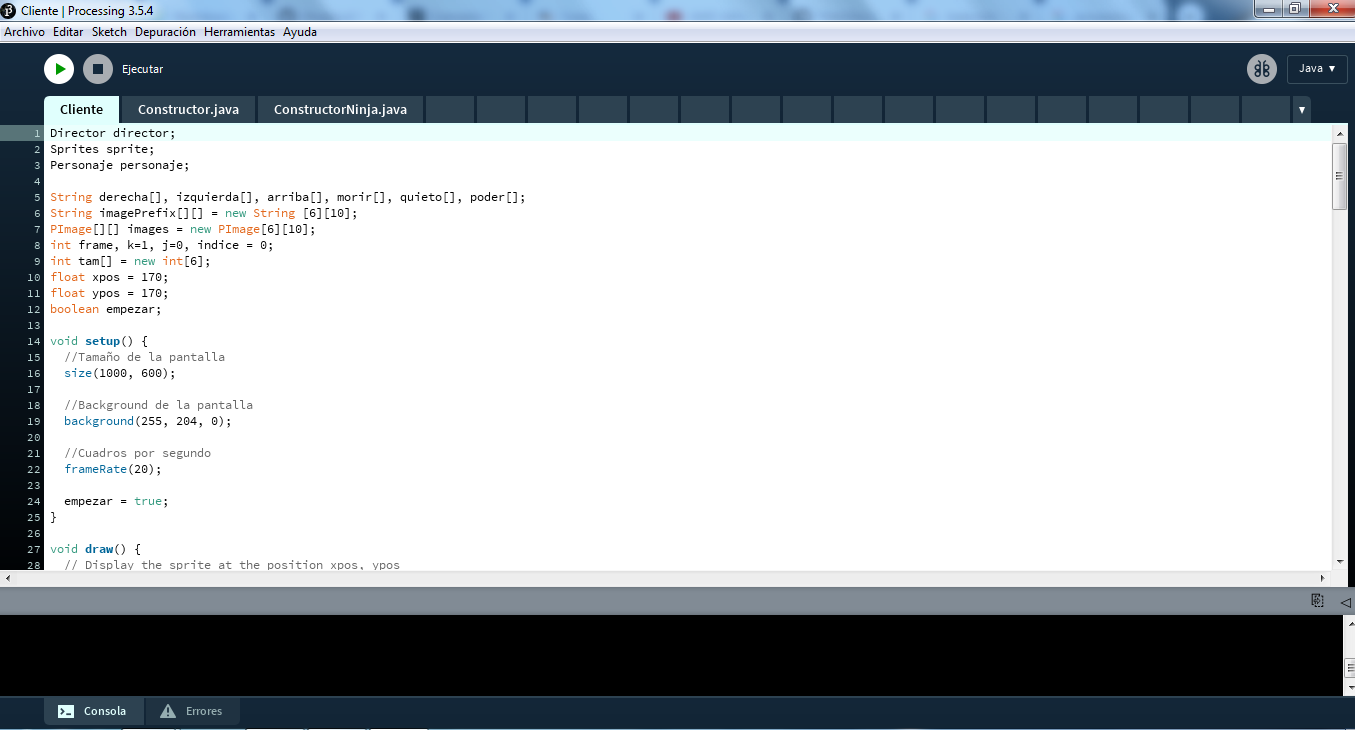 Cliente | Processing 3.5.4
Archivo Editar Sketch Depuración Herramientas Ayuda
Ejecutar
Java ▼
Cliente Constructor.java ConstructorNinja.java ▼
1 Director director;
2 Sprites sprite;
3 Personaje personaje;
4
5 String derecha[], izquierda[], arriba[], morir[], quieto[], poder[];
6 String imagePrefix[][] = new String [6][10];
7 PImage[][] images = new PImage[6][10];
8 int frame, k=1, j=0, indice = 0;
9 int tam[] = new int[6];
10 float xpos = 170;
11 float ypos = 170;
12 boolean empezar;
13
14 void setup() {
15 //Tamaño de la pantalla
16 size(1000, 600);
17
18 //Background de la pantalla
19 background(255, 204, 0);
20
21 //Cuadros por segundo
22 frameRate(20);
23
24 empezar = true;
25 }
26
27 void draw() {
28 // Display the sprite at the position xpos, ypos
Consola Errores